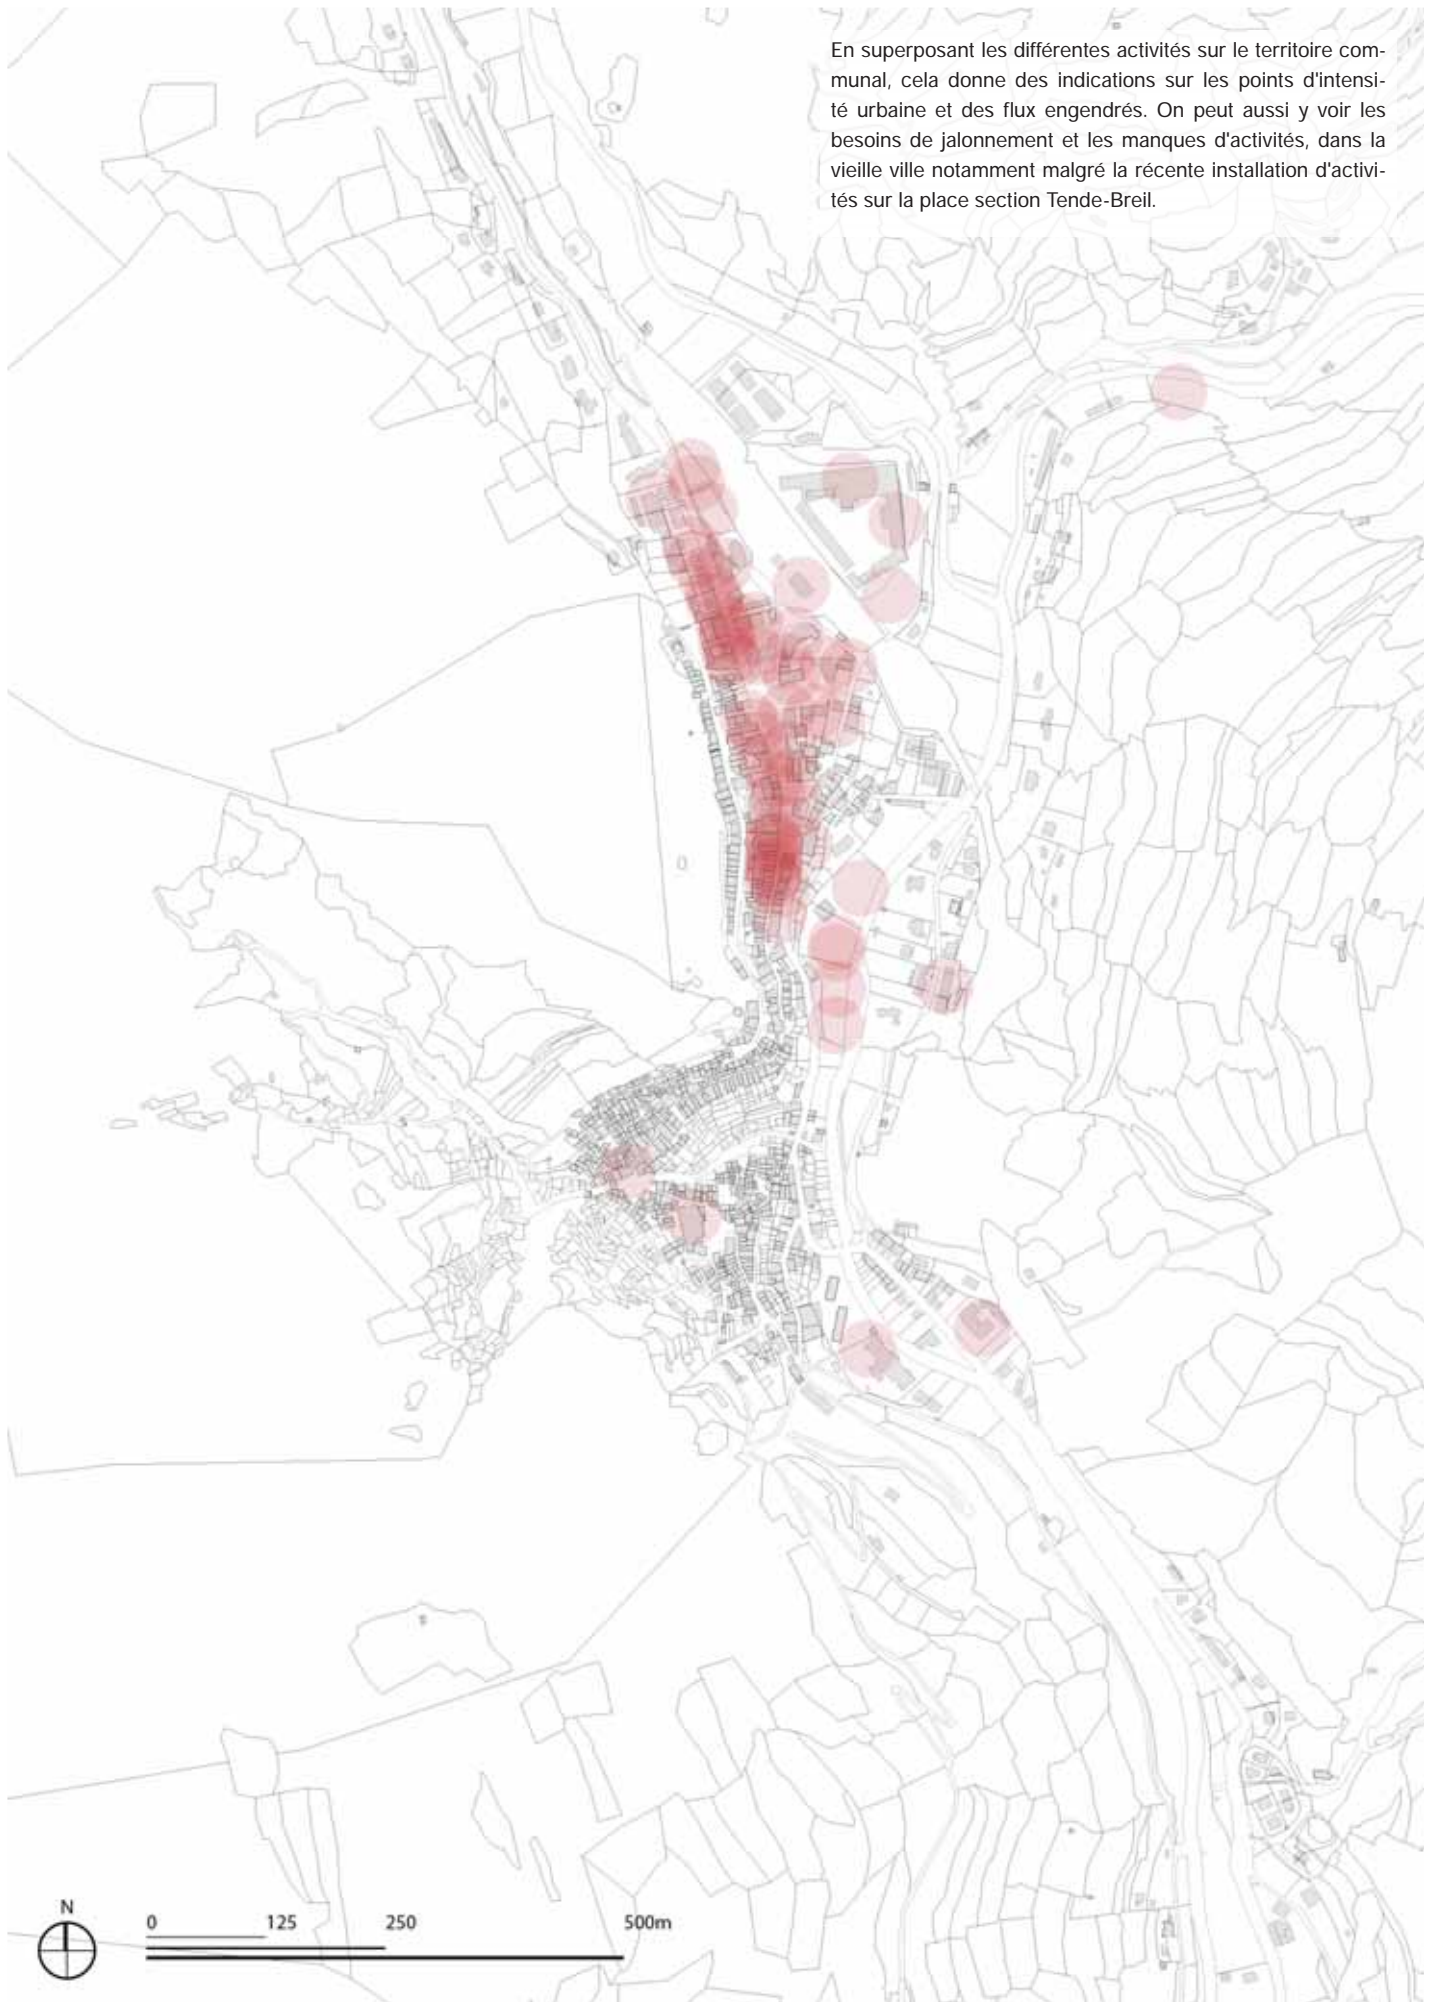 En superposant les différentes activités sur le territoire com-
munal, cela donne des indications sur les points d'intensi-
té urbaine et des flux engendrés. On peut aussi y voir les
besoins de jalonnement et les manques d'activités, dans la
vieille ville notamment malgré la récente installation d'activi-
tés sur la place section Tende-Breil.
N
0 125 250 500m